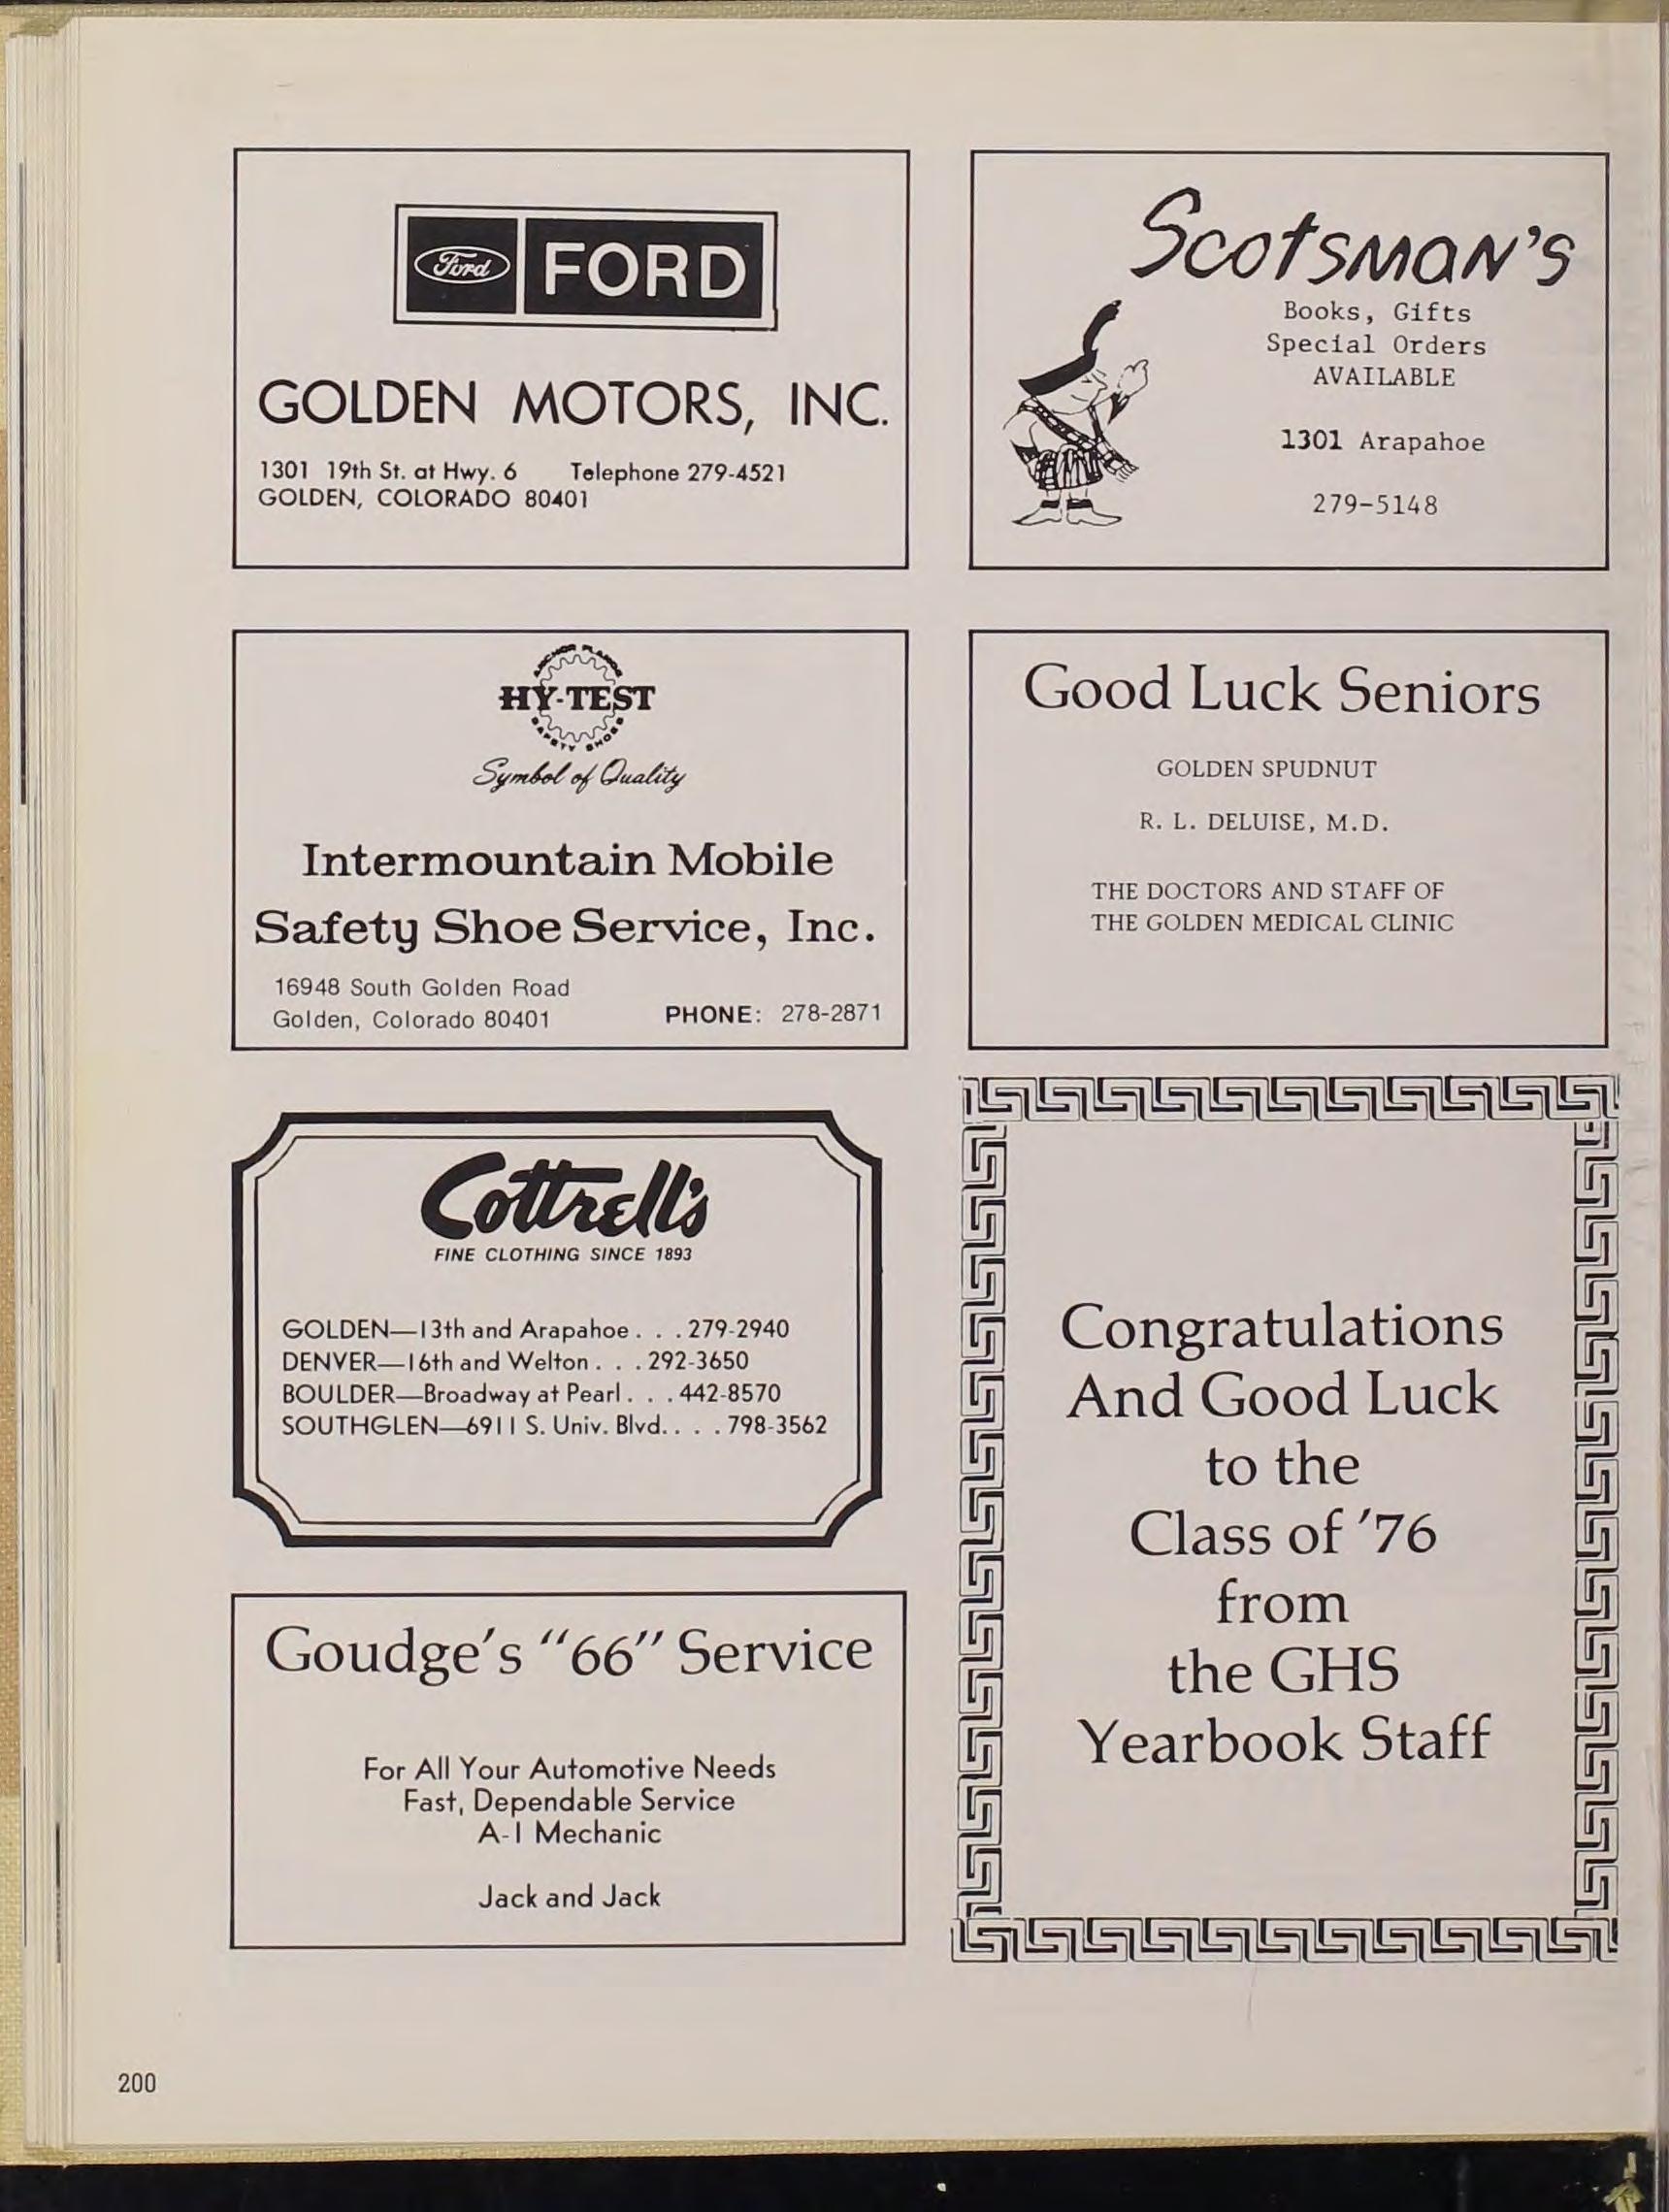 Ford FORD
GOLDEN MOTORS, INC.
1301 19th St. at Hwy. 6 Telephone 279-4521
GOLDEN, COLORADO 80401
SCOTSMAN'S
Books, Gifts
Special Orders
AVAILABLE
1301 Arapahoe
279-5148
ANCHOR FLANGE
HY-TEST
SAFETY SHOES
Symbol of Quality
Intermountain Mobile
Safety Shoe Service, Inc.
16948 South Golden Road
Golden, Colorado 80401 PHONE: 278-2871
Good Luck Seniors
GOLDEN SPUDNUT
R. L. DELUISE, M.D.
THE DOCTORS AND STAFF OF
THE GOLDEN MEDICAL CLINIC
Cottrell's
FINE CLOTHING SINCE 1893
GOLDEN—13th and Arapahoe . . . 279-2940
DENVER—16th and Welton . . . 292-3650
BOULDER—Broadway at Pearl . . . 442-8570
SOUTHGLEN—6911 S. Univ. Blvd. . . . 798-3562
Goudge's "66" Service
For All Your Automotive Needs
Fast, Dependable Service
A-1 Mechanic
Jack and Jack
Congratulations
And Good Luck
to the
Class of '76
from
the GHS
Yearbook Staff
200